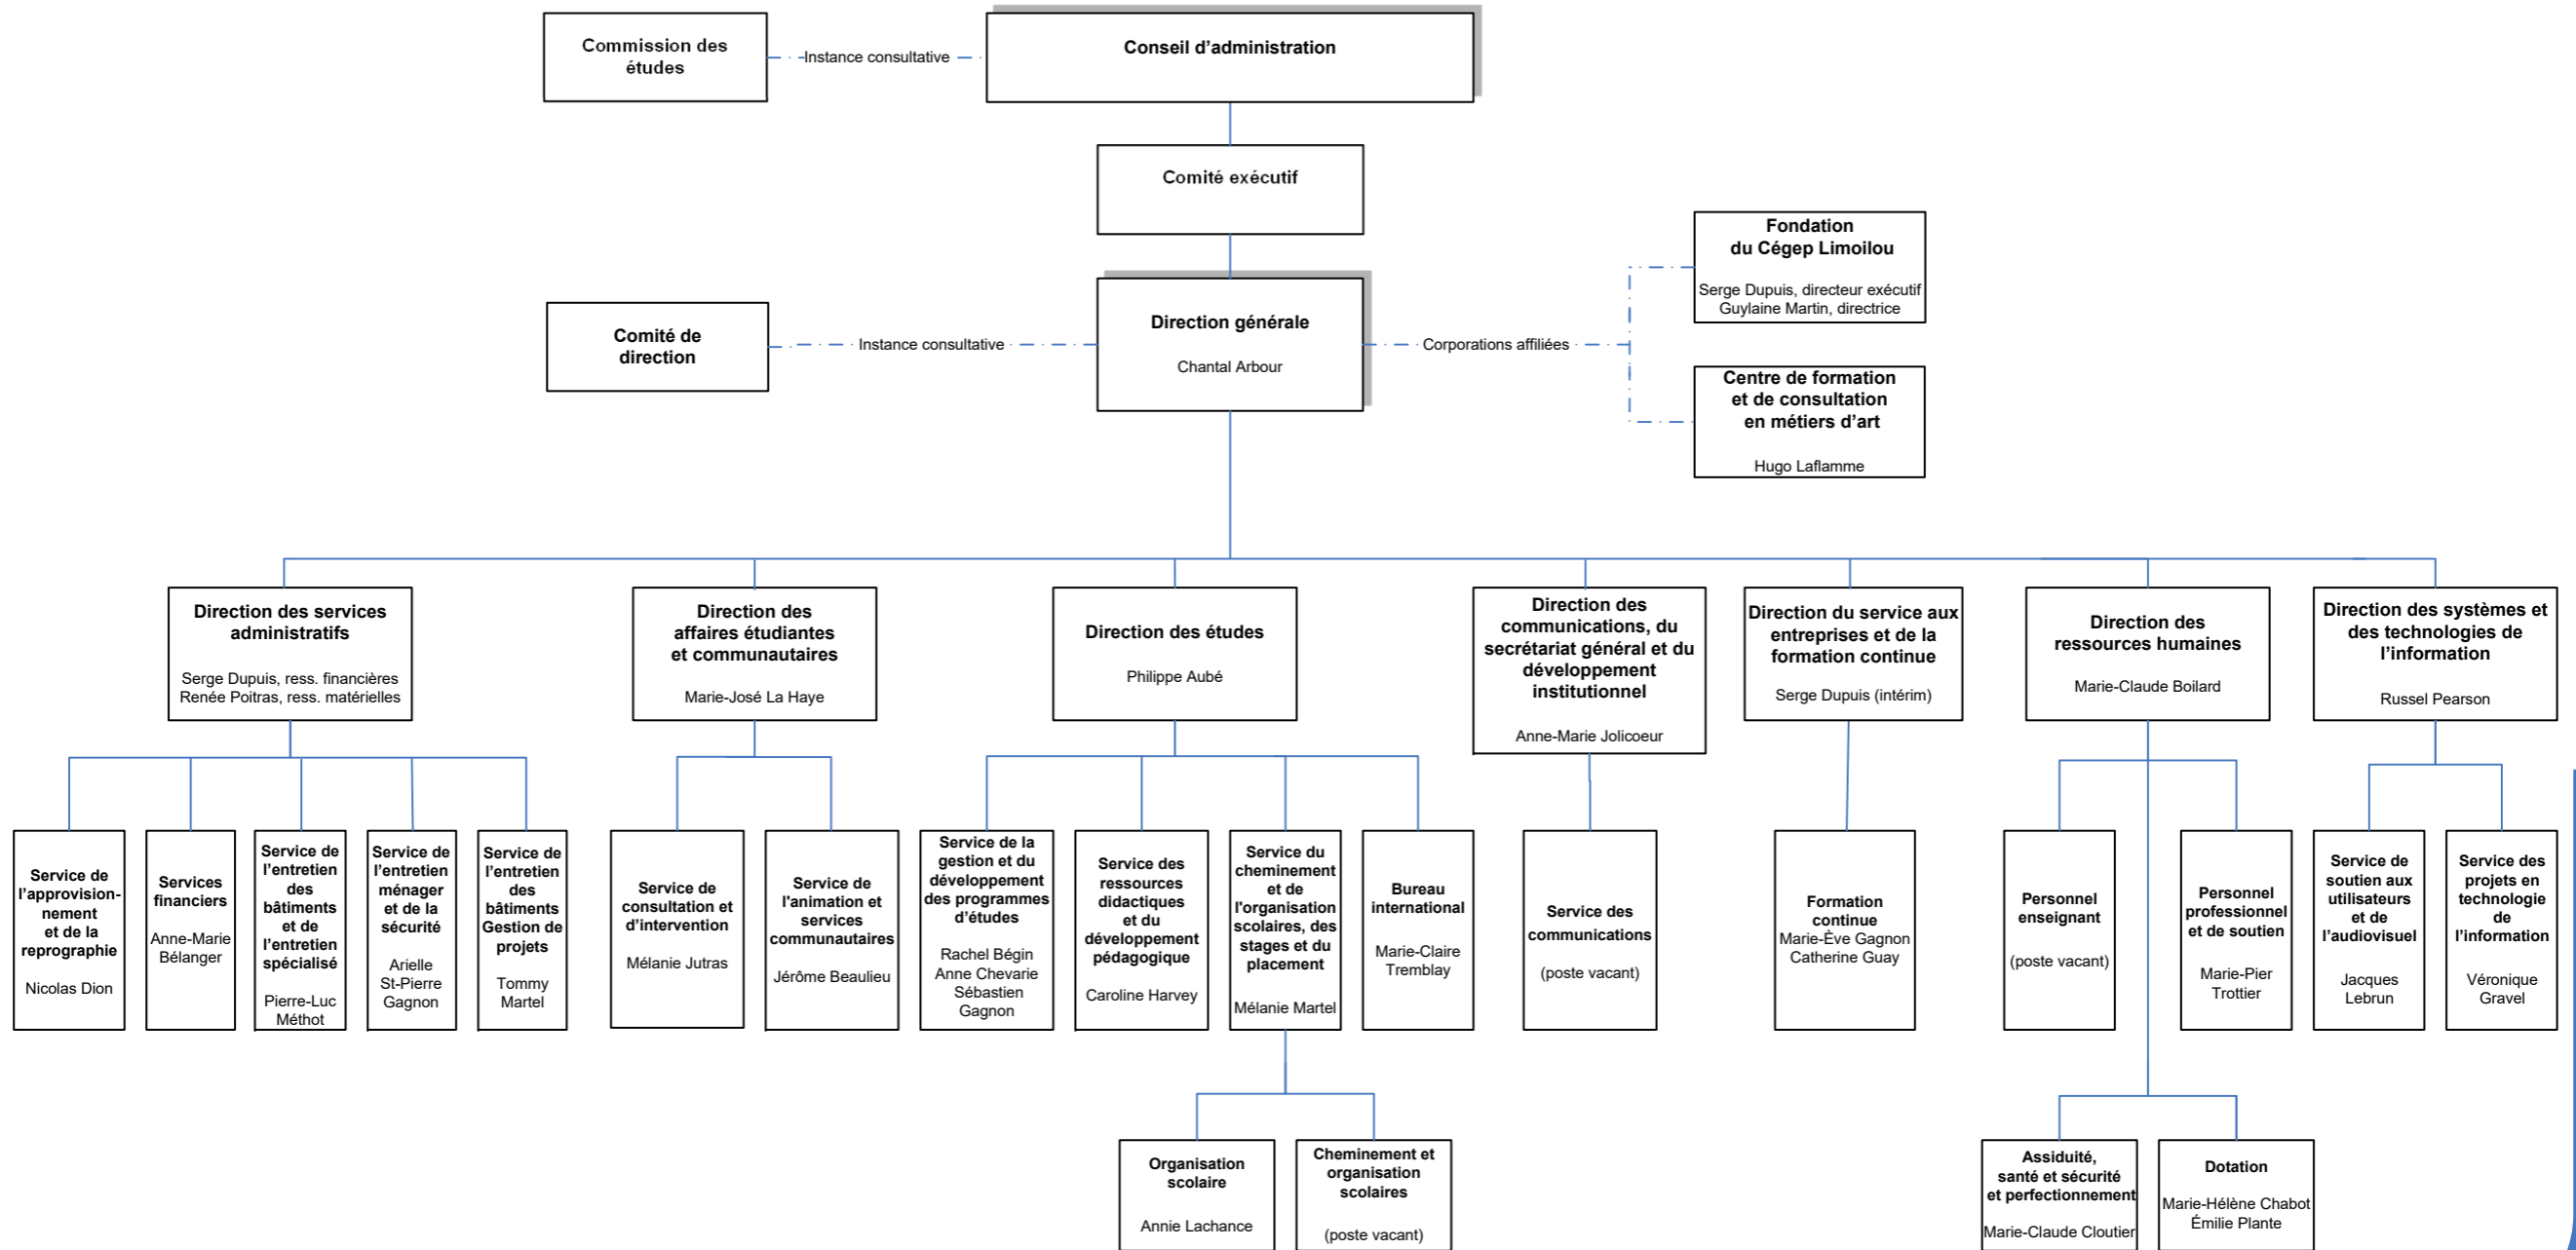 Commission des
études
Instance consultative
Conseil d'administration
Comité exécutif
Fondation
du Cégep Limoilou
Serge Dupuis, directeur exécutif
Guylaine Martin, directrice
Comité de
direction
Instance consultative
Direction générale
Chantal Arbour
Corporations affiliées
Centre de formation
et de consultation
en métiers d’art
Hugo Laflamme
Direction des services
administratifs
Serge Dupuis, ress. financières
Renée Poitras, ress. matérielles
Direction des
affaires étudiantes
et communautaires
Marie-José La Haye
Direction des études
Philippe Aubé
Direction des
communications, du
secrétariat général et du
développement
institutionnel
Anne-Marie Jolicoeur
Direction du service aux
entreprises et de la
formation continue
Serge Dupuis (intérim)
Direction des
ressources humaines
Marie-Claude Boilard
Direction des systèmes et
des technologies de
l’information
Russel Pearson
Service de
l’approvision-
nement
et de la
reprographie
Nicolas Dion
Services
financiers
Anne-Marie
Bélanger
Service de
l’entretien
des
bâtiments
et de
l’entretien
spécialisé
Pierre-Luc
Méthot
Service de
l’entretien
ménager
et de la
sécurité
Arielle
St-Pierre
Gagnon
Service de
l’entretien
des
bâtiments
Gestion de
projets
Tommy
Martel
Service de
consultation et
d’intervention
Mélanie Jutras
Service de
l'animation et
services
communautaires
Jérôme Beaulieu
Service de la
gestion et du
développement
des programmes
d’études
Rachel Bégin
Anne Chevarie
Sébastien
Gagnon
Service des
ressources
didactiques
et du
développement
pédagogique
Caroline Harvey
Service du
cheminement
et de
l'organisation
scolaires, des
stages et du
placement
Mélanie Martel
Bureau
international
Marie-Claire
Tremblay
Service des
communications
(poste vacant)
Formation
continue
Marie-Ève Gagnon
Catherine Guay
Personnel
enseignant
(poste vacant)
Personnel
professionnel
et de soutien
Marie-Pier
Trottier
Service de
soutien aux
utilisateurs
et de
l’audiovisuel
Jacques
Lebrun
Service des
projets en
technologie
de
l’information
Véronique
Gravel
Organisation
scolaire
Annie Lachance
Cheminement et
organisation
scolaires
(poste vacant)
Assiduité,
santé et sécurité
et perfectionnement
Marie-Claude Cloutier
Dotation
Marie-Hélène Chabot
Émilie Plante